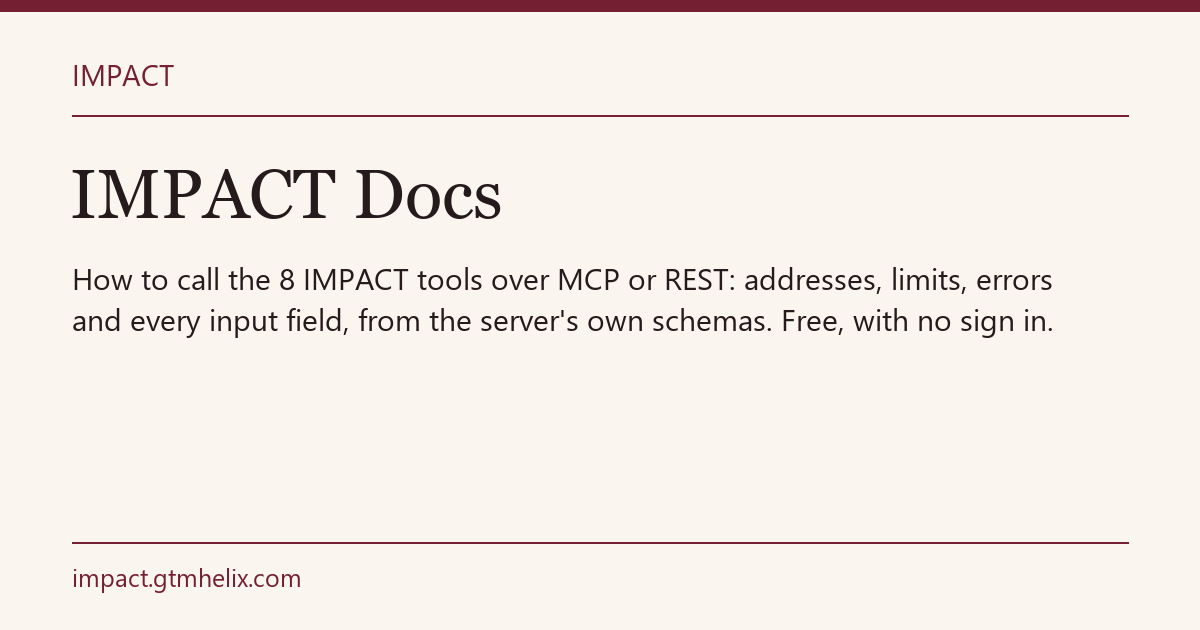 IMPACT
IMPACT Docs
How to call the 8 IMPACT tools over MCP or REST: addresses, limits, errors
and every input field, from the server's own schemas. Free, with no sign in.
impact.gtmhelix.com